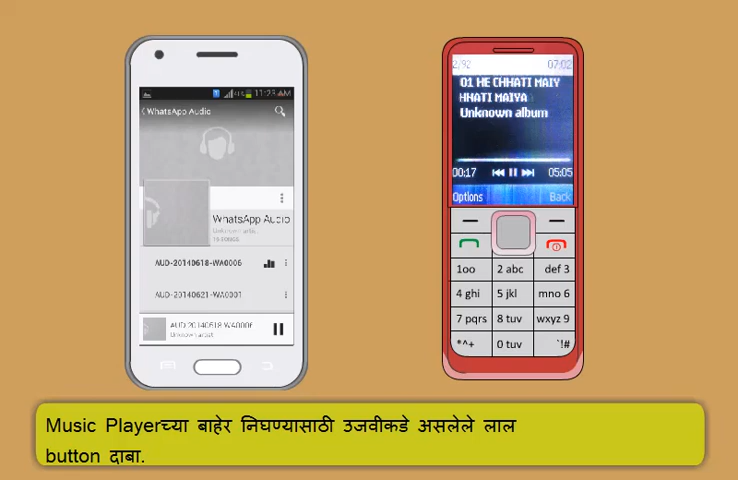 11:23 AM
WhatsApp Audio
WhatsApp Audio
AUD-20140618-WA0006
AUD-20140621-WA0001
AUD 20140618 WA0006
Unknown artist
2/92 07:02
01 HE CHHATI MAIY
HHATI MAIYA
Unknown album
00:17 05:05
Options Back
1oo 2 abc def 3
4 ghi 5 jkl mno 6
7 pqrs 8 tuv wxyz 9
*^+ 0 tuv `!#
Music Playerच्या बाहेर निघण्यासाठी उजवीकडे असलेले लाल
button दाबा.